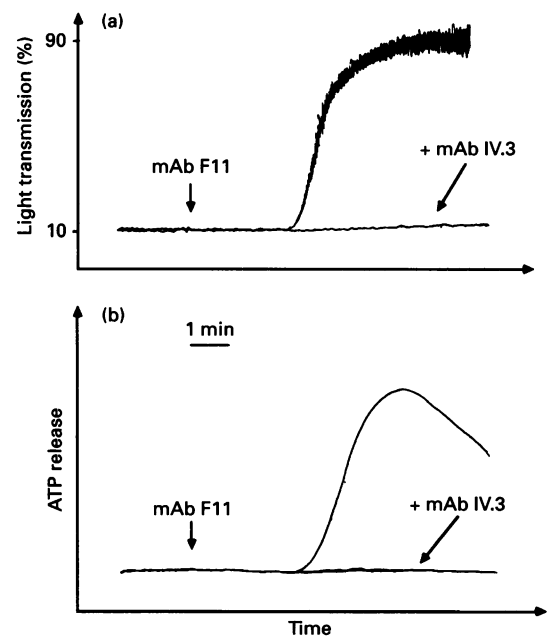 (a)
90
Light transmission (%)
mAb F11
+ mAb IV.3
10
(b)
1 min
ATP release
mAb F11
+ mAb IV.3
Time